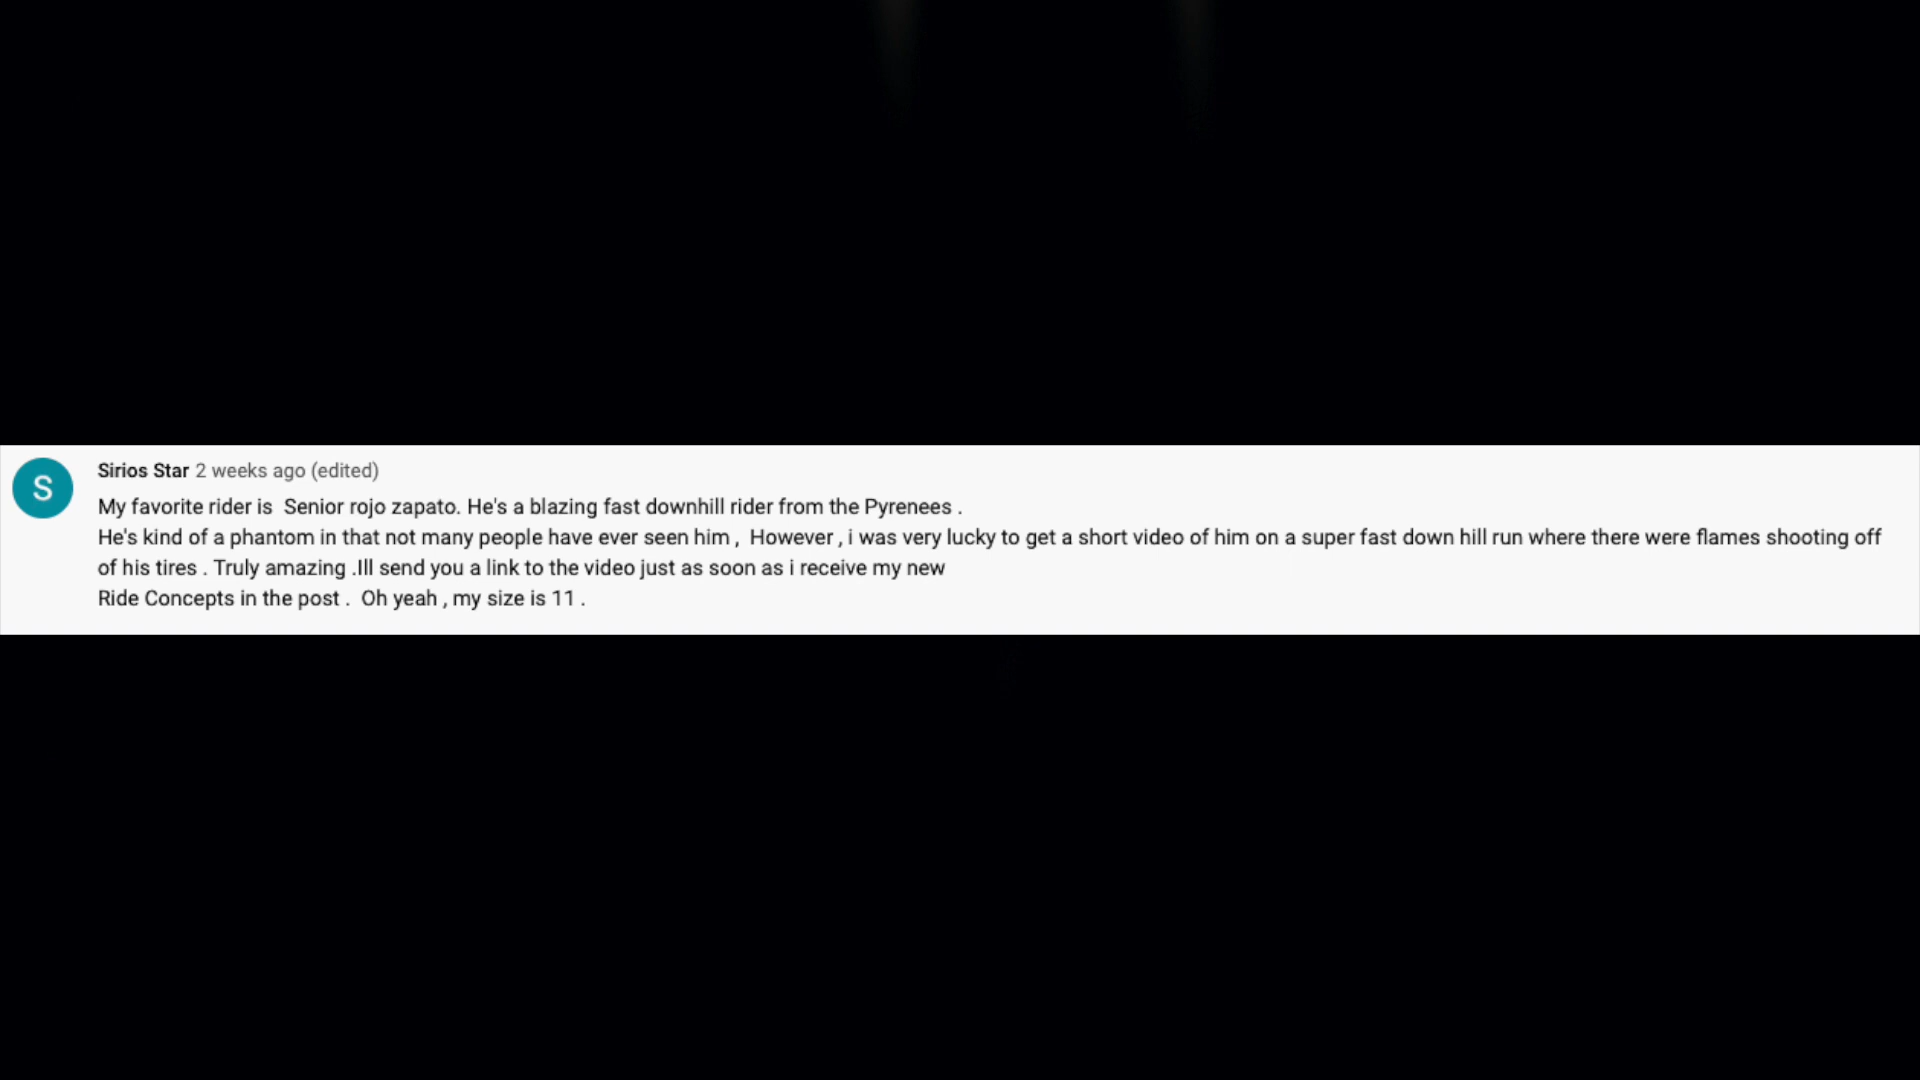 S
Sirios Star 2 weeks ago (edited)
My favorite rider is  Senior rojo zapato. He's a blazing fast downhill rider from the Pyrenees .
He's kind of a phantom in that not many people have ever seen him ,  However , i was very lucky to get a short video of him on a super fast down hill run where there were flames shooting off
of his tires . Truly amazing .Ill send you a link to the video just as soon as i receive my new
Ride Concepts in the post .  Oh yeah , my size is 11 .